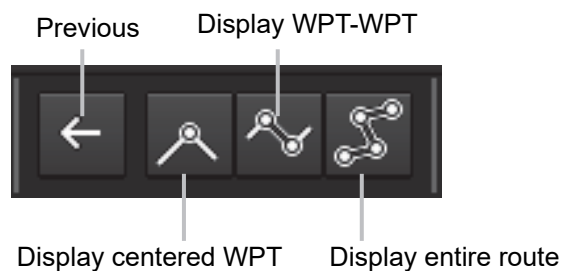 Previous
Display WPT-WPT
Display centered WPT
Display entire route